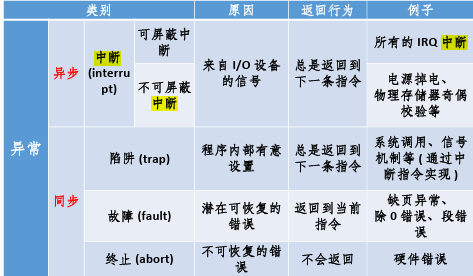 类别
原因
返回行为
例子
异常
异步
中断
(interru
pt)
可屏蔽中
断
来自 I/O 设备
的信号
总是返回到
下一条指令
所有的 IRQ 中断
不可屏蔽
中断
电源掉电、
物理存储器奇偶
校验等
同步
陷阱 (trap)
程序内部有意
设置
总是返回到
下一条指令
系统调用、信号
机制等 ( 通过中
断指令实现 )
故障 (fault)
潜在可恢复的
错误
返回到当前
指令
缺页异常、
除 0 错误、段错
误
终止 (abort)
不可恢复的错
误
不会返回
硬件错误